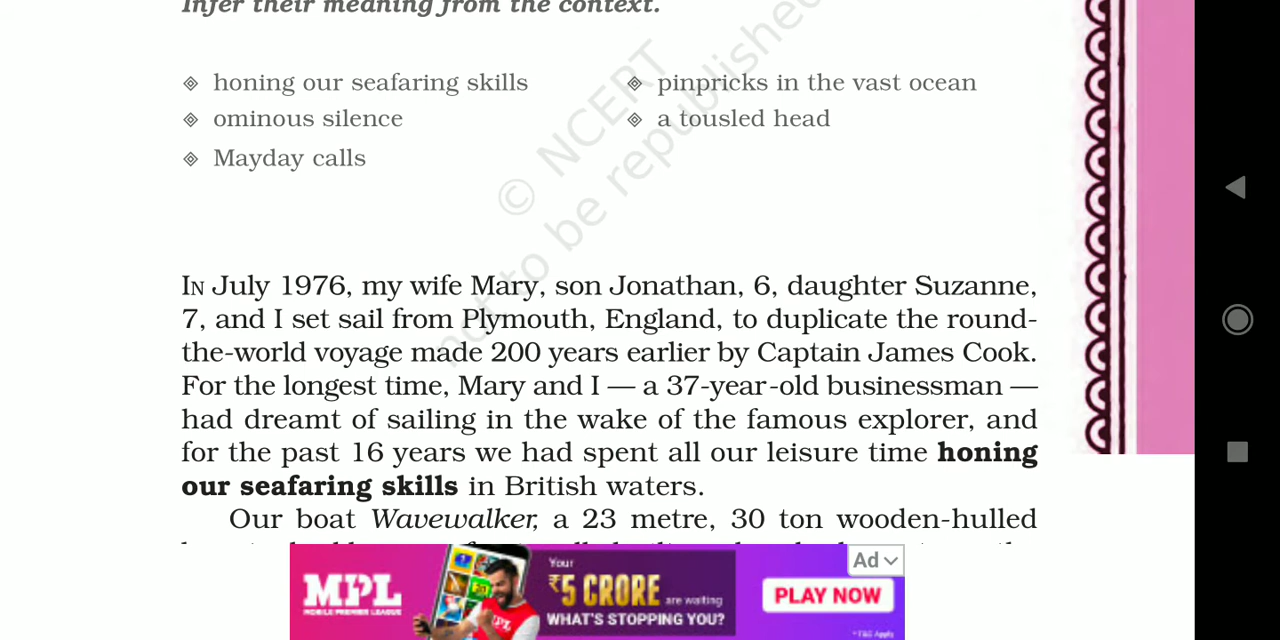 Infer their meaning from the context.
honing our seafaring skills
pinpricks in the vast ocean
ominous silence
a tousled head
Mayday calls
© NCERT
not to be republished
In July 1976, my wife Mary, son Jonathan, 6, daughter Suzanne,
7, and I set sail from Plymouth, England, to duplicate the round-
the-world voyage made 200 years earlier by Captain James Cook.
For the longest time, Mary and I — a 37-year-old businessman —
had dreamt of sailing in the wake of the famous explorer, and
for the past 16 years we had spent all our leisure time honing
our seafaring skills in British waters.
Our boat Wavewalker, a 23 metre, 30 ton wooden-hulled
Ad
MPL
MOBILE PREMIER LEAGUE
Your
₹5 CRORE are waiting
WHAT'S STOPPING YOU?
PLAY NOW
*T&C Apply